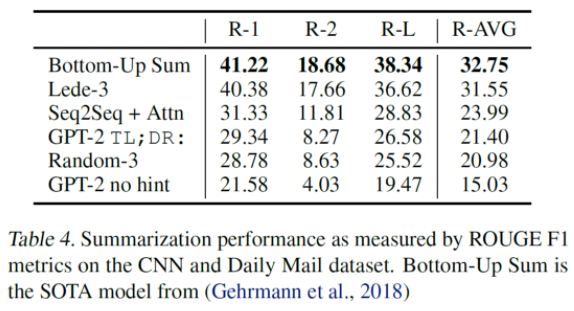 R-1 R-2 R-L R-AVG
Bottom-Up Sum 41.22 18.68 38.34 32.75
Lede-3 40.38 17.66 36.62 31.55
Seq2Seq + Attn 31.33 11.81 28.83 23.99
GPT-2 TL;DR: 29.34 8.27 26.58 21.40
Random-3 28.78 8.63 25.52 20.98
GPT-2 no hint 21.58 4.03 19.47 15.03
Table 4. Summarization performance as measured by ROUGE F1
metrics on the CNN and Daily Mail dataset. Bottom-Up Sum is
the SOTA model from (Gehrmann et al., 2018)